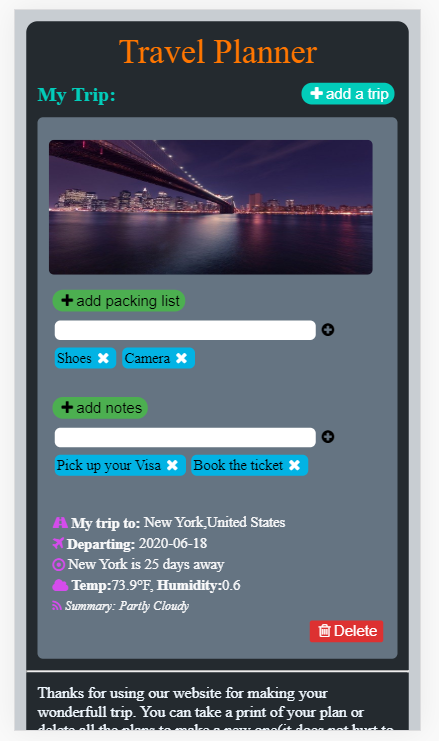 Travel Planner
My Trip:
add a trip
add packing list
Shoes
Camera
add notes
Pick up your Visa
Book the ticket
My trip to: New York,United States
Departing: 2020-06-18
New York is 25 days away
Temp:73.9°F, Humidity:0.6
Summary: Partly Cloudy
Delete
Thanks for using our website for making your
wonderfull trip. You can take a print of your plan or
delete all the plans to make a new one(it does not hurt to